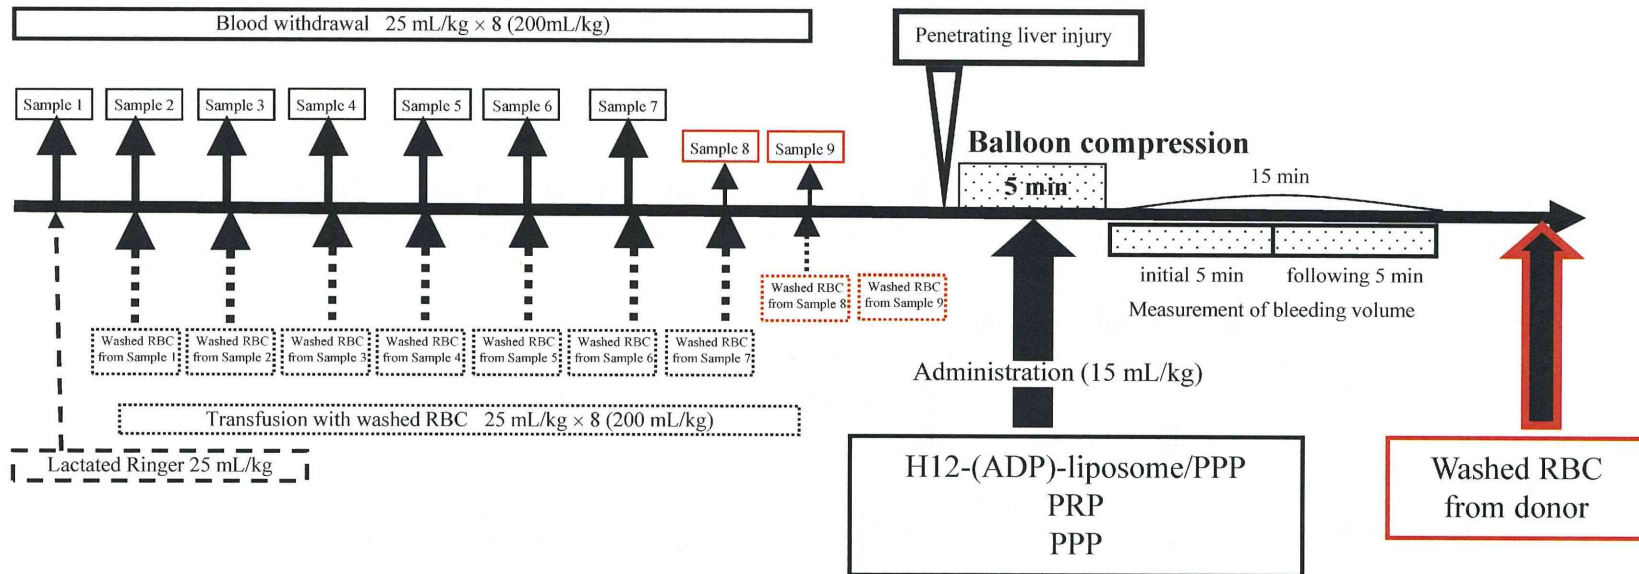 Blood withdrawal 25 mL/kg × 8 (200mL/kg)
Penetrating liver injury
Sample 1
Sample 2
Sample 3
Sample 4
Sample 5
Sample 6
Sample 7
Sample 8
Sample 9
Balloon compression
5 min
15 min
initial 5 min
following 5 min
Measurement of bleeding volume
Washed RBC
from Sample 8
Washed RBC
from Sample 9
Washed RBC
from Sample 1
Washed RBC
from Sample 2
Washed RBC
from Sample 3
Washed RBC
from Sample 4
Washed RBC
from Sample 5
Washed RBC
from Sample 6
Washed RBC
from Sample 7
Administration (15 mL/kg)
Transfusion with washed RBC 25 mL/kg × 8 (200 mL/kg)
Lactated Ringer 25 mL/kg
H12-(ADP)-liposome/PPP
PRP
PPP
Washed RBC
from donor